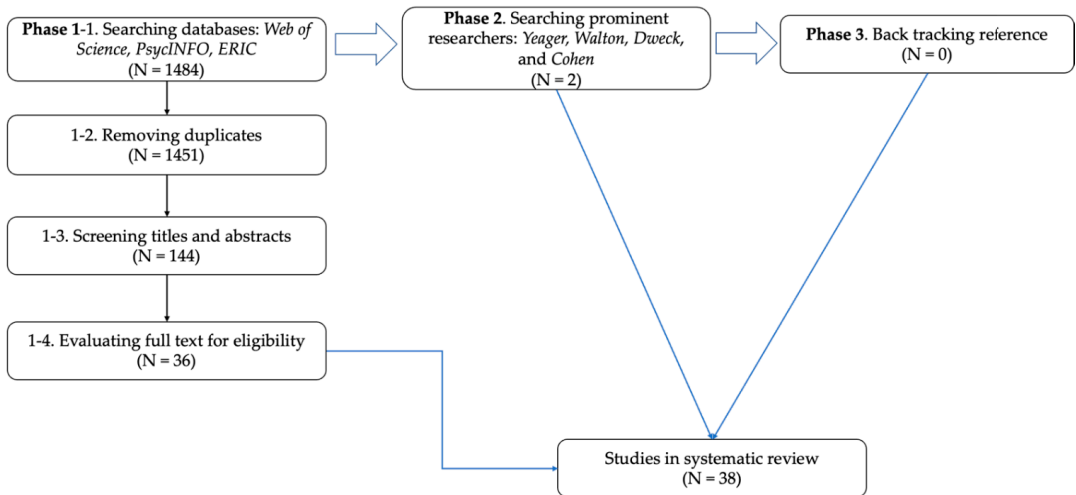 Phase 1-1. Searching databases: Web of
Science, PsycINFO, ERIC
(N = 1484)
Phase 2. Searching prominent
researchers: Yeager, Walton, Dweck,
and Cohen
(N = 2)
Phase 3. Back tracking reference
(N = 0)
1-2. Removing duplicates
(N = 1451)
1-3. Screening titles and abstracts
(N = 144)
1-4. Evaluating full text for eligibility
(N = 36)
Studies in systematic review
(N = 38)